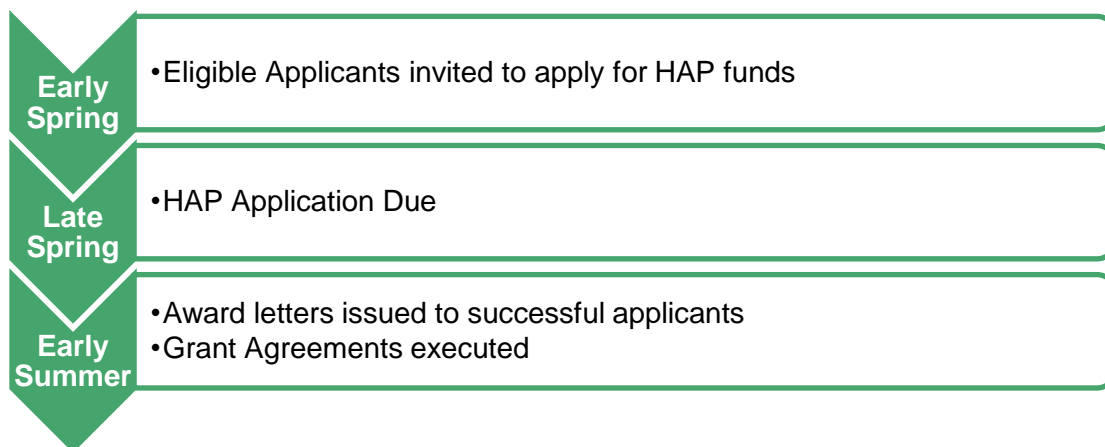 Early
Spring
•Eligible Applicants invited to apply for HAP funds
Late
Spring
•HAP Application Due
Early
Summer
•Award letters issued to successful applicants
•Grant Agreements executed